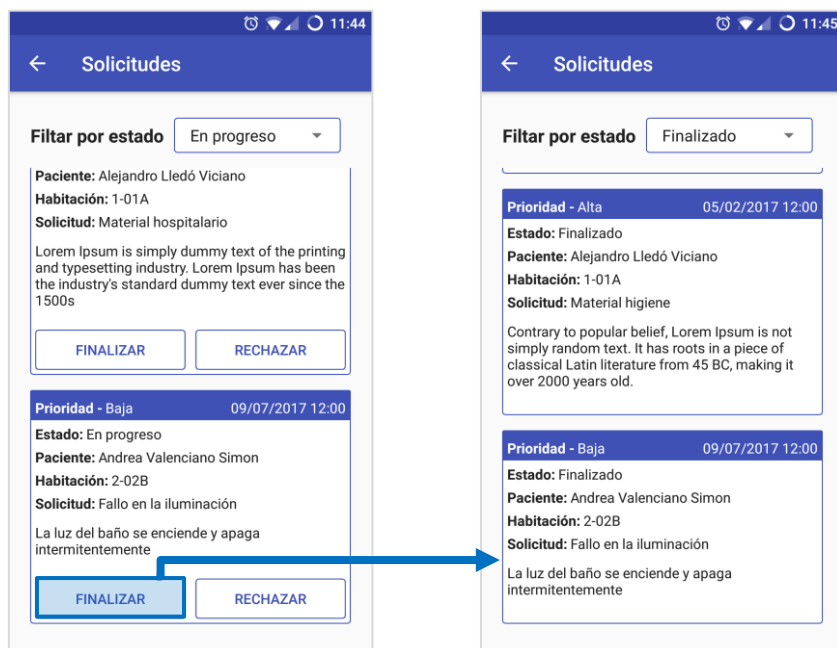 11:44
Solicitudes
Filtar por estado En progreso
Paciente: Alejandro Lledó Viciano
Habitación: 1-01A
Solicitud: Material hospitalario
Lorem Ipsum is simply dummy text of the printing
and typesetting industry. Lorem Ipsum has been
the industry's standard dummy text ever since the
1500s
FINALIZAR RECHAZAR
Prioridad - Baja 09/07/2017 12:00
Estado: En progreso
Paciente: Andrea Valenciano Simon
Habitación: 2-02B
Solicitud: Fallo en la iluminación
La luz del baño se enciende y apaga
intermitentemente
FINALIZAR RECHAZAR
11:45
Solicitudes
Filtar por estado Finalizado
Prioridad - Alta 05/02/2017 12:00
Estado: Finalizado
Paciente: Alejandro Lledó Viciano
Habitación: 1-01A
Solicitud: Material higiene
Contrary to popular belief, Lorem Ipsum is not
simply random text. It has roots in a piece of
classical Latin literature from 45 BC, making it
over 2000 years old.
Prioridad - Baja 09/07/2017 12:00
Estado: Finalizado
Paciente: Andrea Valenciano Simon
Habitación: 2-02B
Solicitud: Fallo en la iluminación
La luz del baño se enciende y apaga
intermitentemente